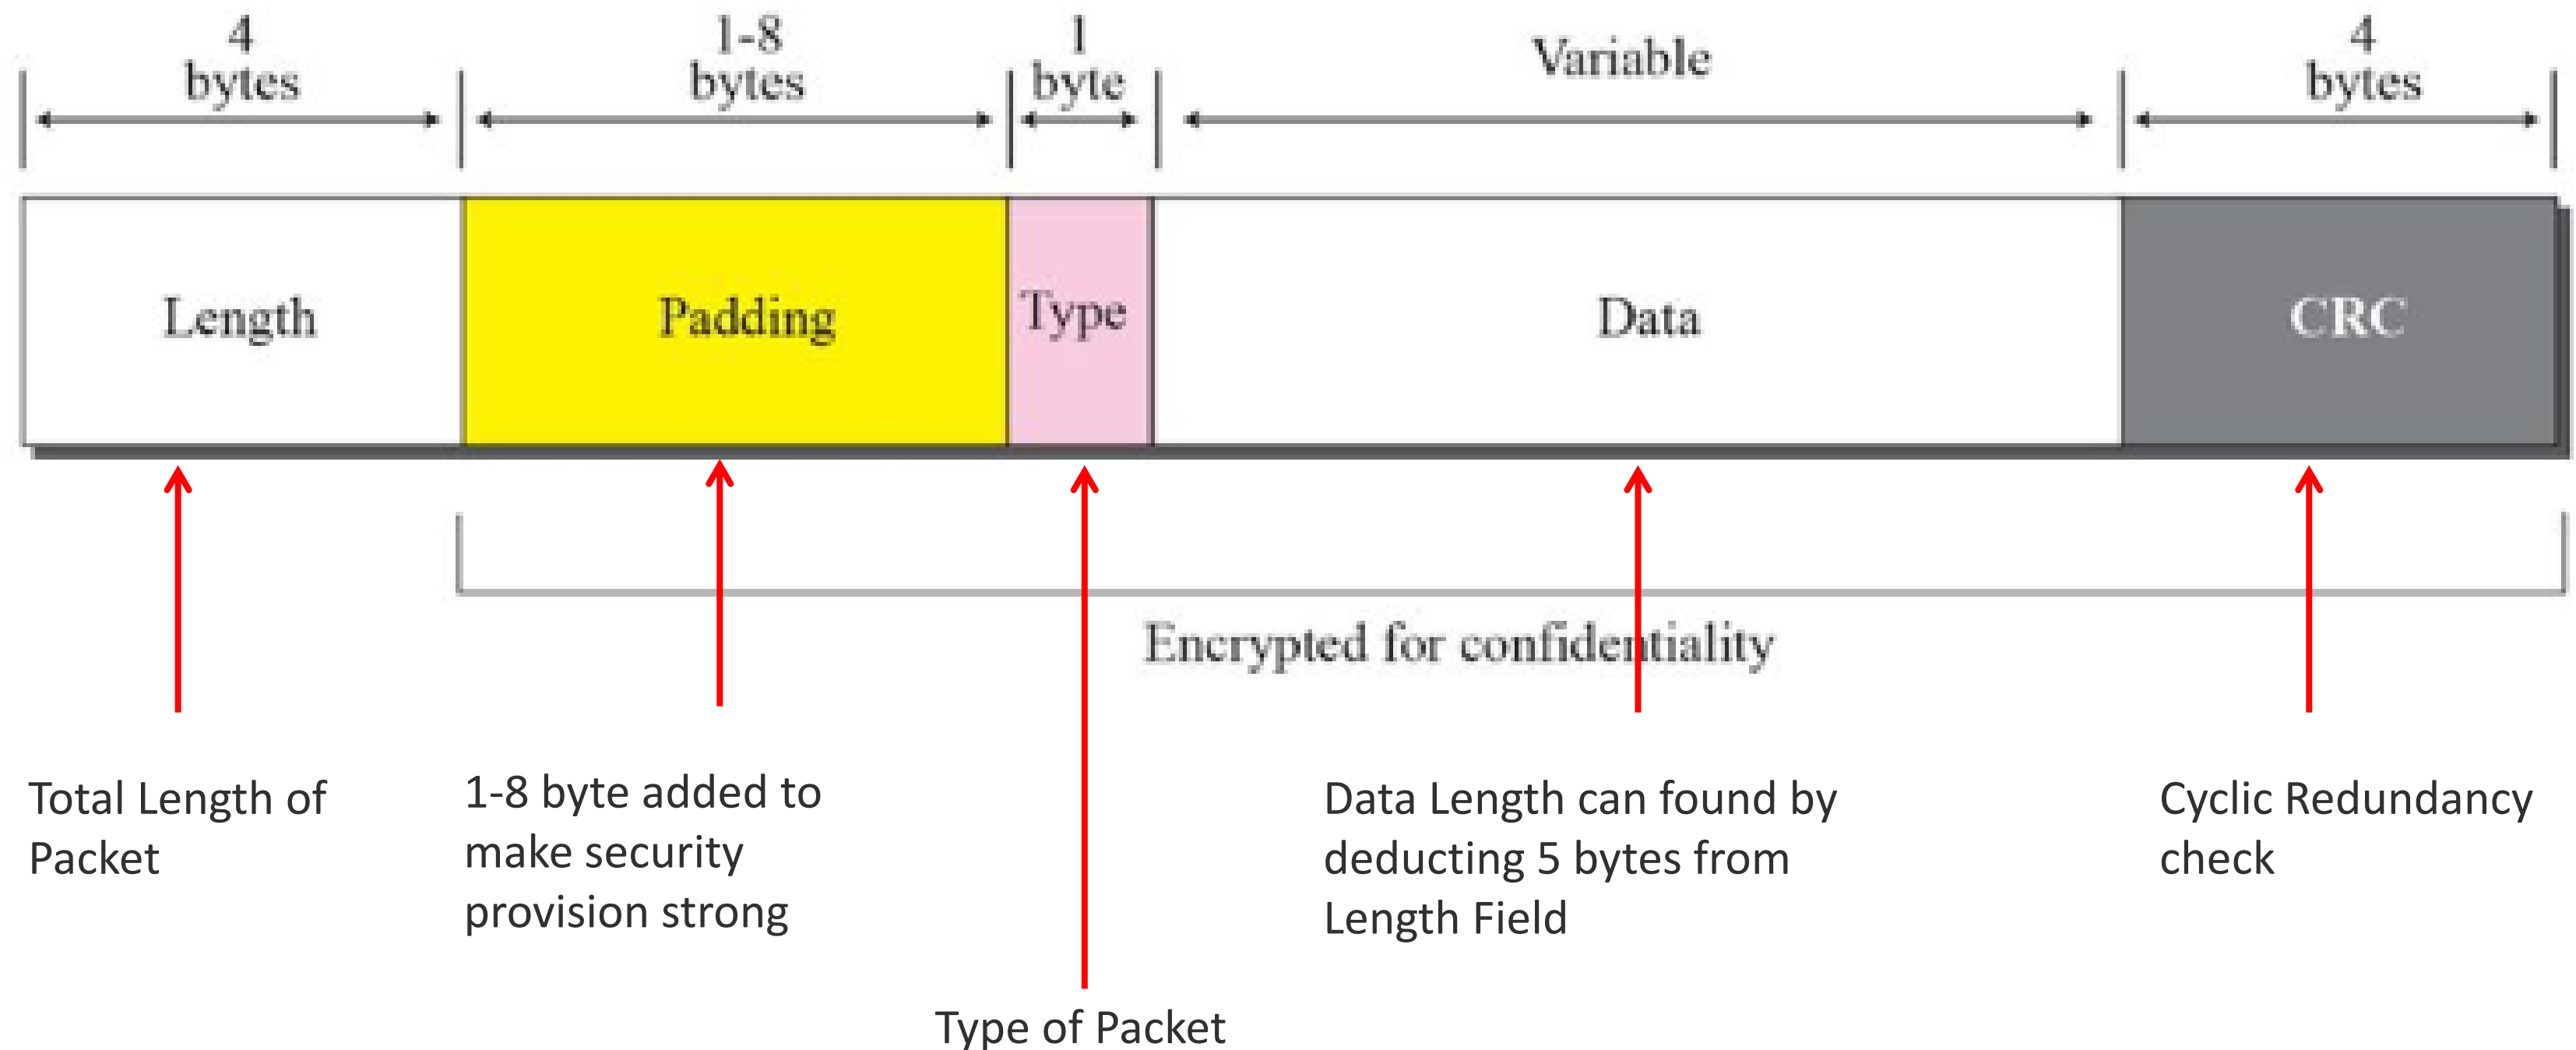 4
bytes
1-8
bytes
1
byte
Variable
4
bytes
Length
Padding
Type
Data
CRC
Encrypted for confidentiality
Total Length of
Packet
1-8 byte added to
make security
provision strong
Data Length can found by
deducting 5 bytes from
Length Field
Cyclic Redundancy
check
Type of Packet